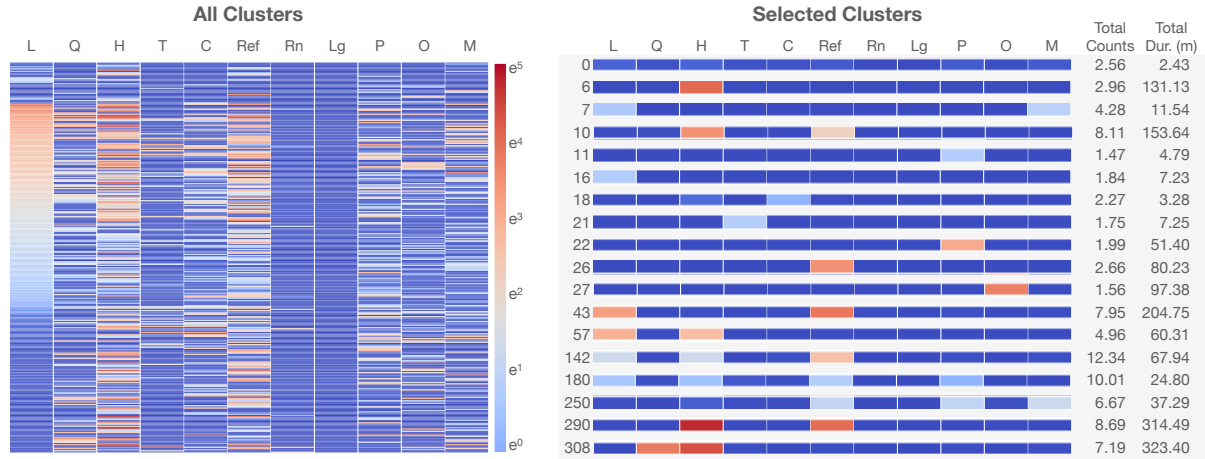 All Clusters
L Q H T C Ref Rn Lg P O M
e⁵
e⁴
e³
e²
e¹
e⁰
Selected Clusters
L Q H T C Ref Rn Lg P O M Total Counts Total Dur. (m)
0 2.56 2.43
6 2.96 131.13
7 4.28 11.54
10 8.11 153.64
11 1.47 4.79
16 1.84 7.23
18 2.27 3.28
21 1.75 7.25
22 1.99 51.40
26 2.66 80.23
27 1.56 97.38
43 7.95 204.75
57 4.96 60.31
142 12.34 67.94
180 10.01 24.80
250 6.67 37.29
290 8.69 314.49
308 7.19 323.40